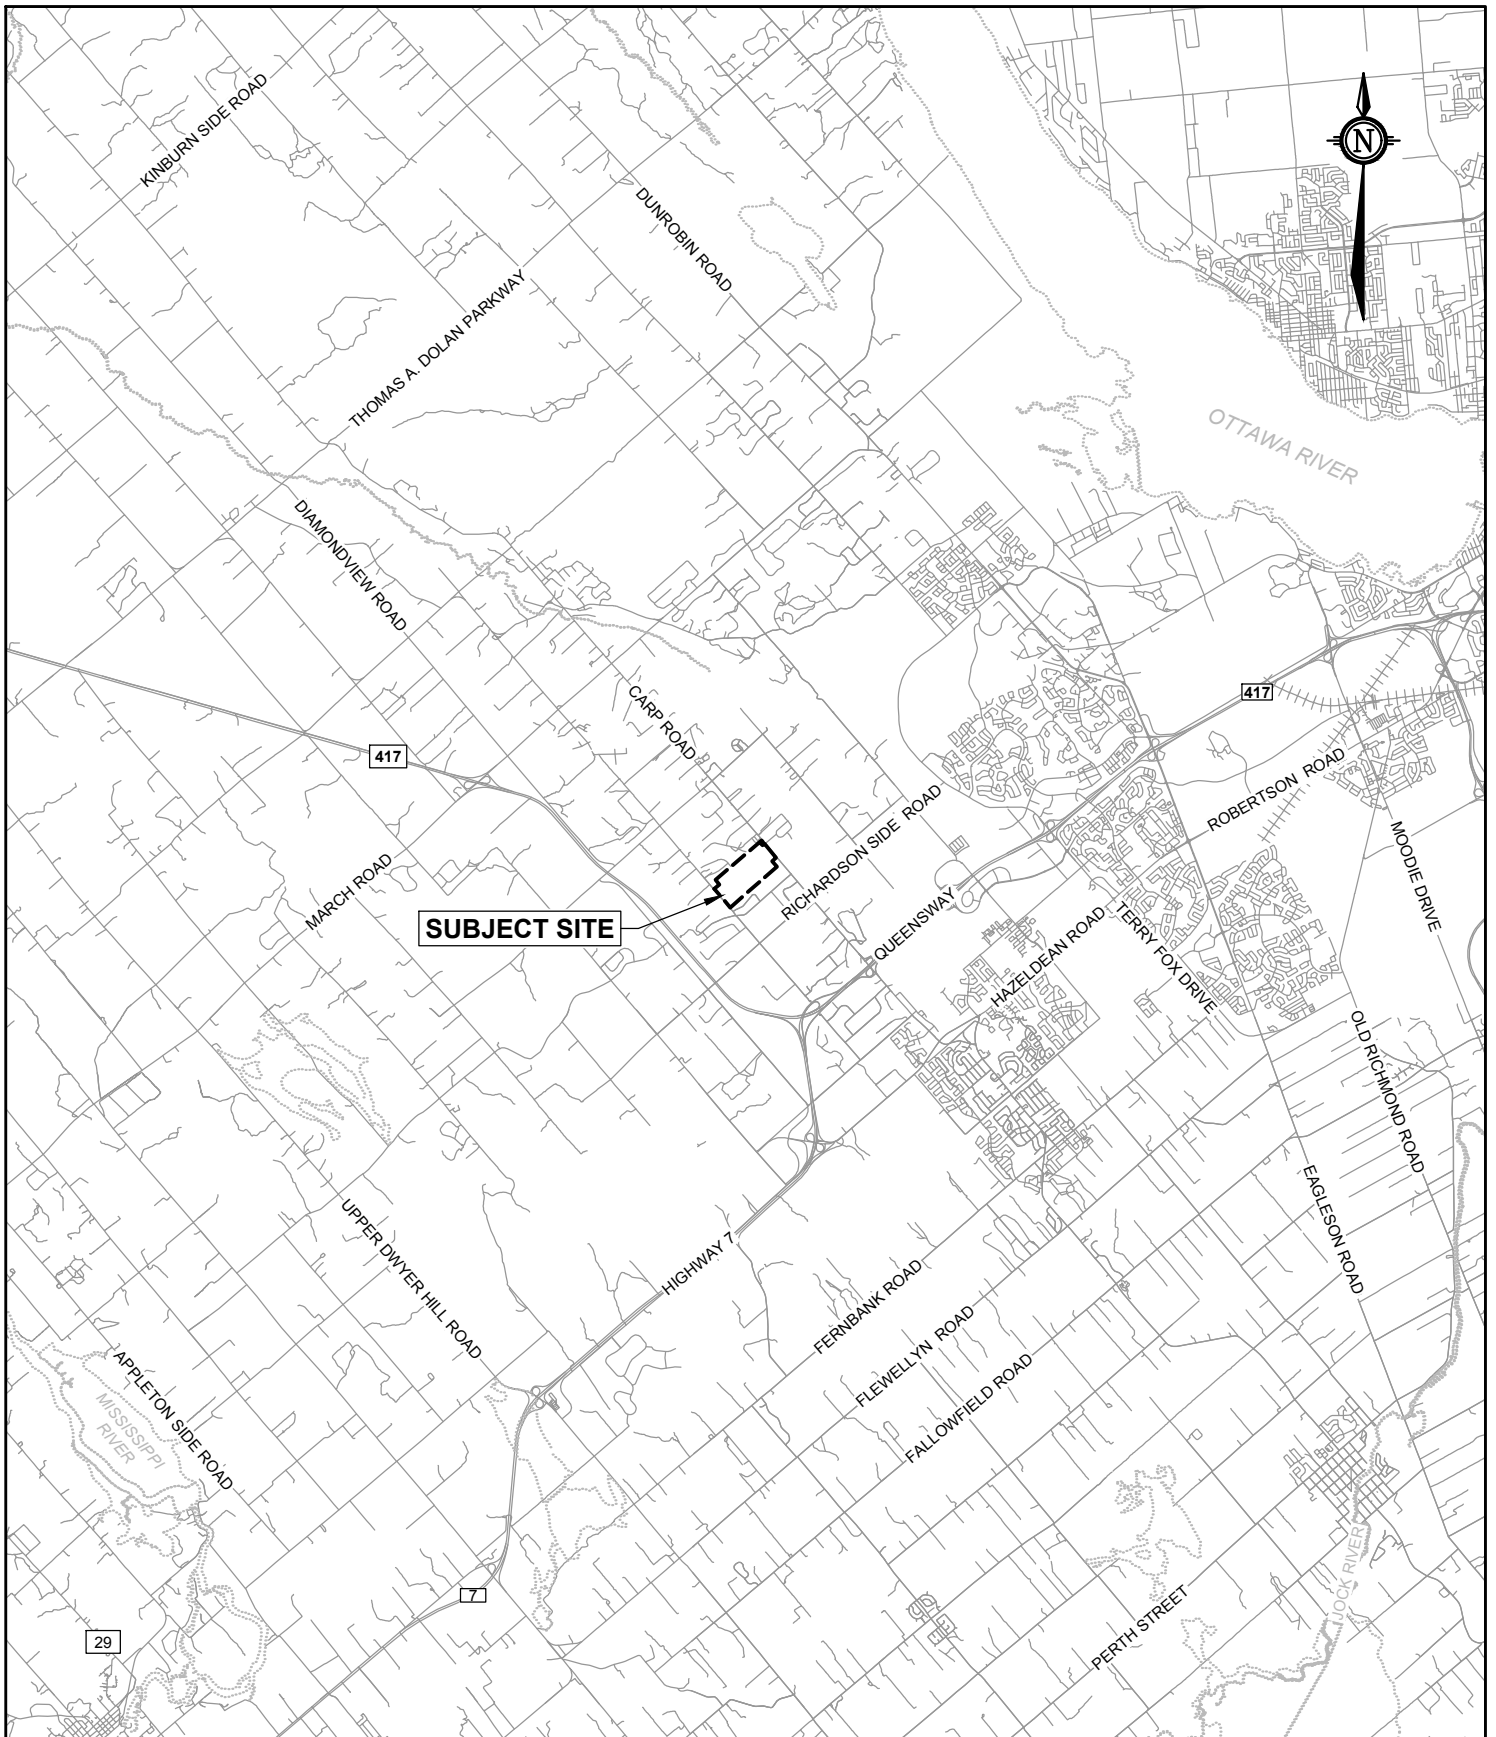 KINBURN SIDE ROAD
N
DUNROBIN ROAD
THOMAS A. DOLAN PARKWAY
OTTAWA RIVER
DIAMONDVIEW ROAD
CARP ROAD
417
417
ROBERTSON ROAD
RICHARDSON SIDE ROAD
MOODIE DRIVE
MARCH ROAD
SUBJECT SITE
QUEENSWAY
HAZELDEAN ROAD
TERRY FOX DRIVE
OLD RICHMOND ROAD
EAGLESON ROAD
UPPER DWYER HILL ROAD
HIGHWAY 7
FERNBANK ROAD
FLEWELLYN ROAD
FALLOWFIELD ROAD
APPLETON SIDE ROAD
MISSISSIPPI
RIVER
JOCK RIVER
7
PERTH STREET
29